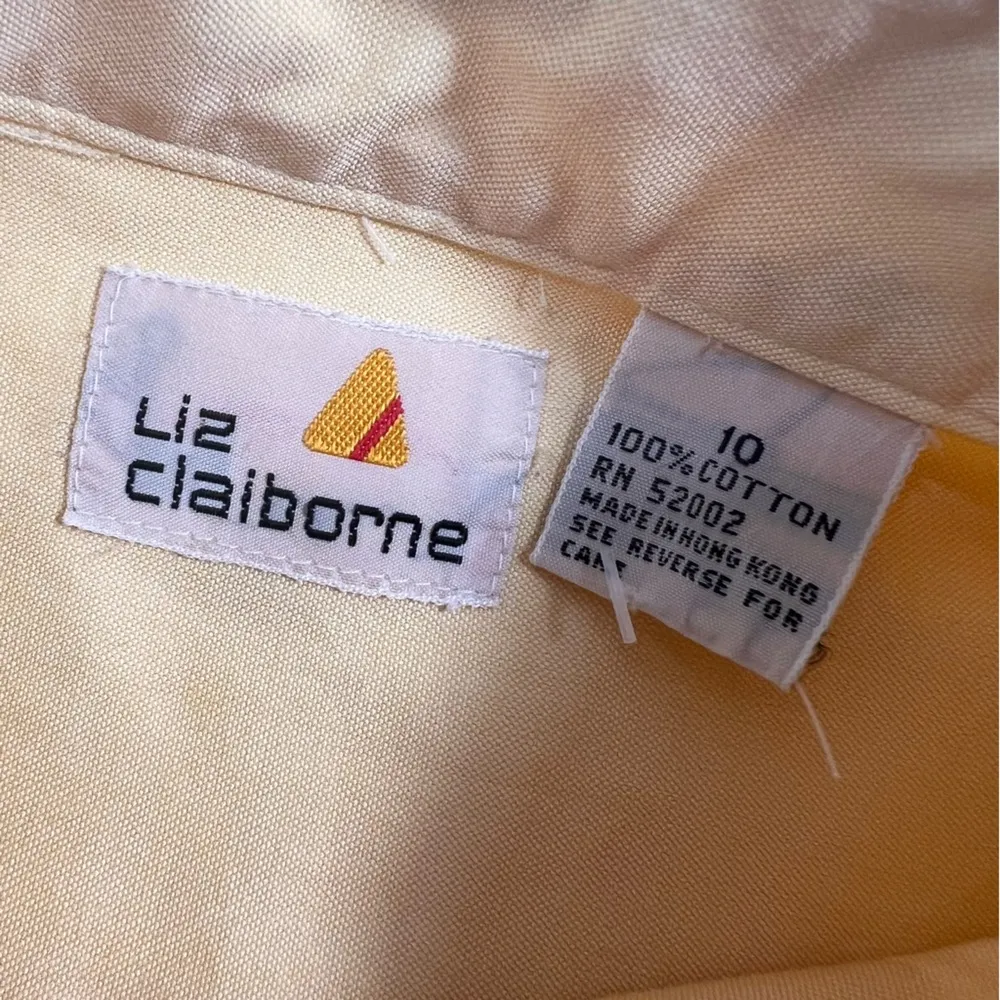 Liz
claiborne
10
100% COTTON
RN 52002
MADE IN HONG KONG
SEE REVERSE FOR